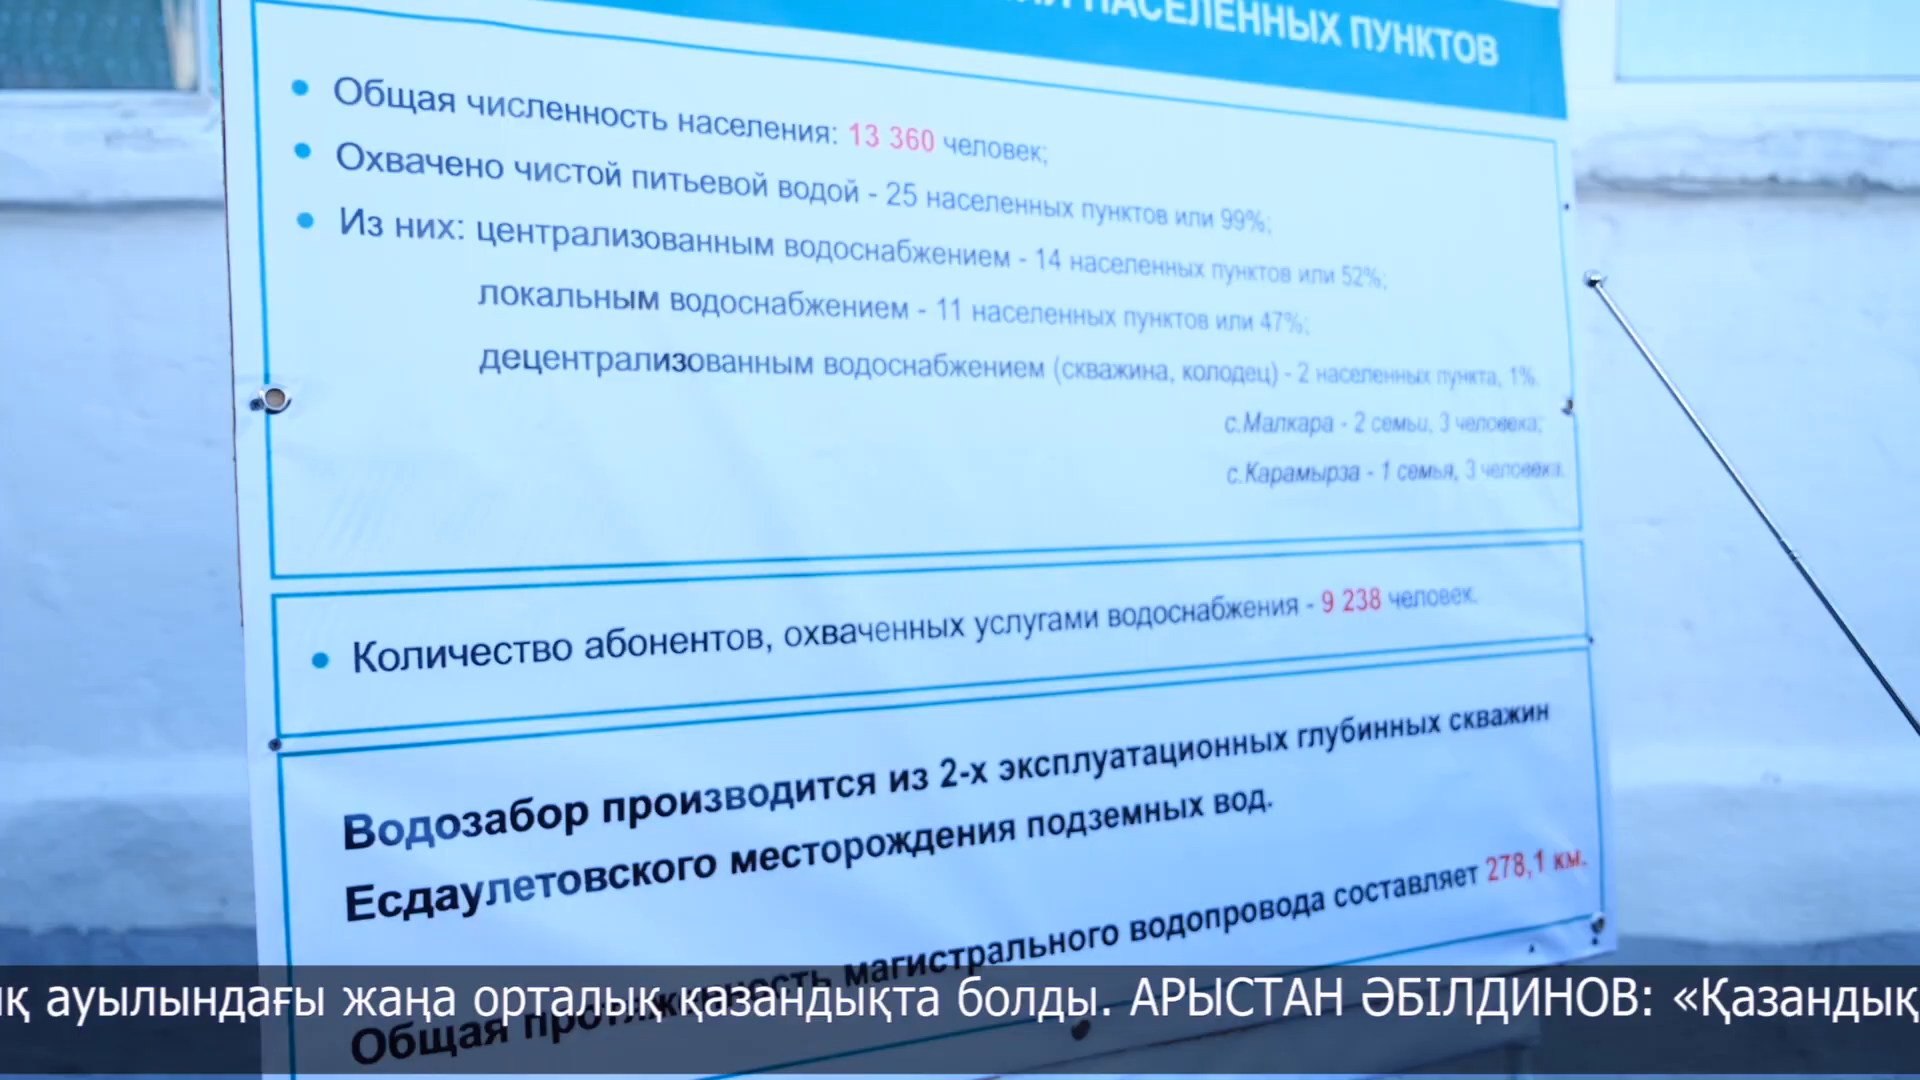 НАСЕЛЕННЫХ ПУНКТОВ
• Общая численность населения: 13 360 человек;
• Охвачено чистой питьевой водой - 25 населенных пунктов или 99%;
• Из них: централизованным водоснабжением - 14 населенных пунктов или 52%;
локальным водоснабжением - 11 населенных пунктов или 47%;
децентрализованным водоснабжением (скважина, колодец) - 2 населенных пункта, 1%.
с.Малкара - 2 семьи, 3 человека;
с.Карамырза - 1 семья, 3 человека.
• Количество абонентов, охваченных услугами водоснабжения - 9 238 человек.
Водозабор производится из 2-х эксплуатационных глубинных скважин
Есдаулетовского месторождения подземных вод.
Общая протяженность магистрального водопровода составляет 278,1 км.
қ ауылындағы жаңа орталық қазандықта болды. АРЫСТАН ӘБІЛДИНОВ: «Қазандық